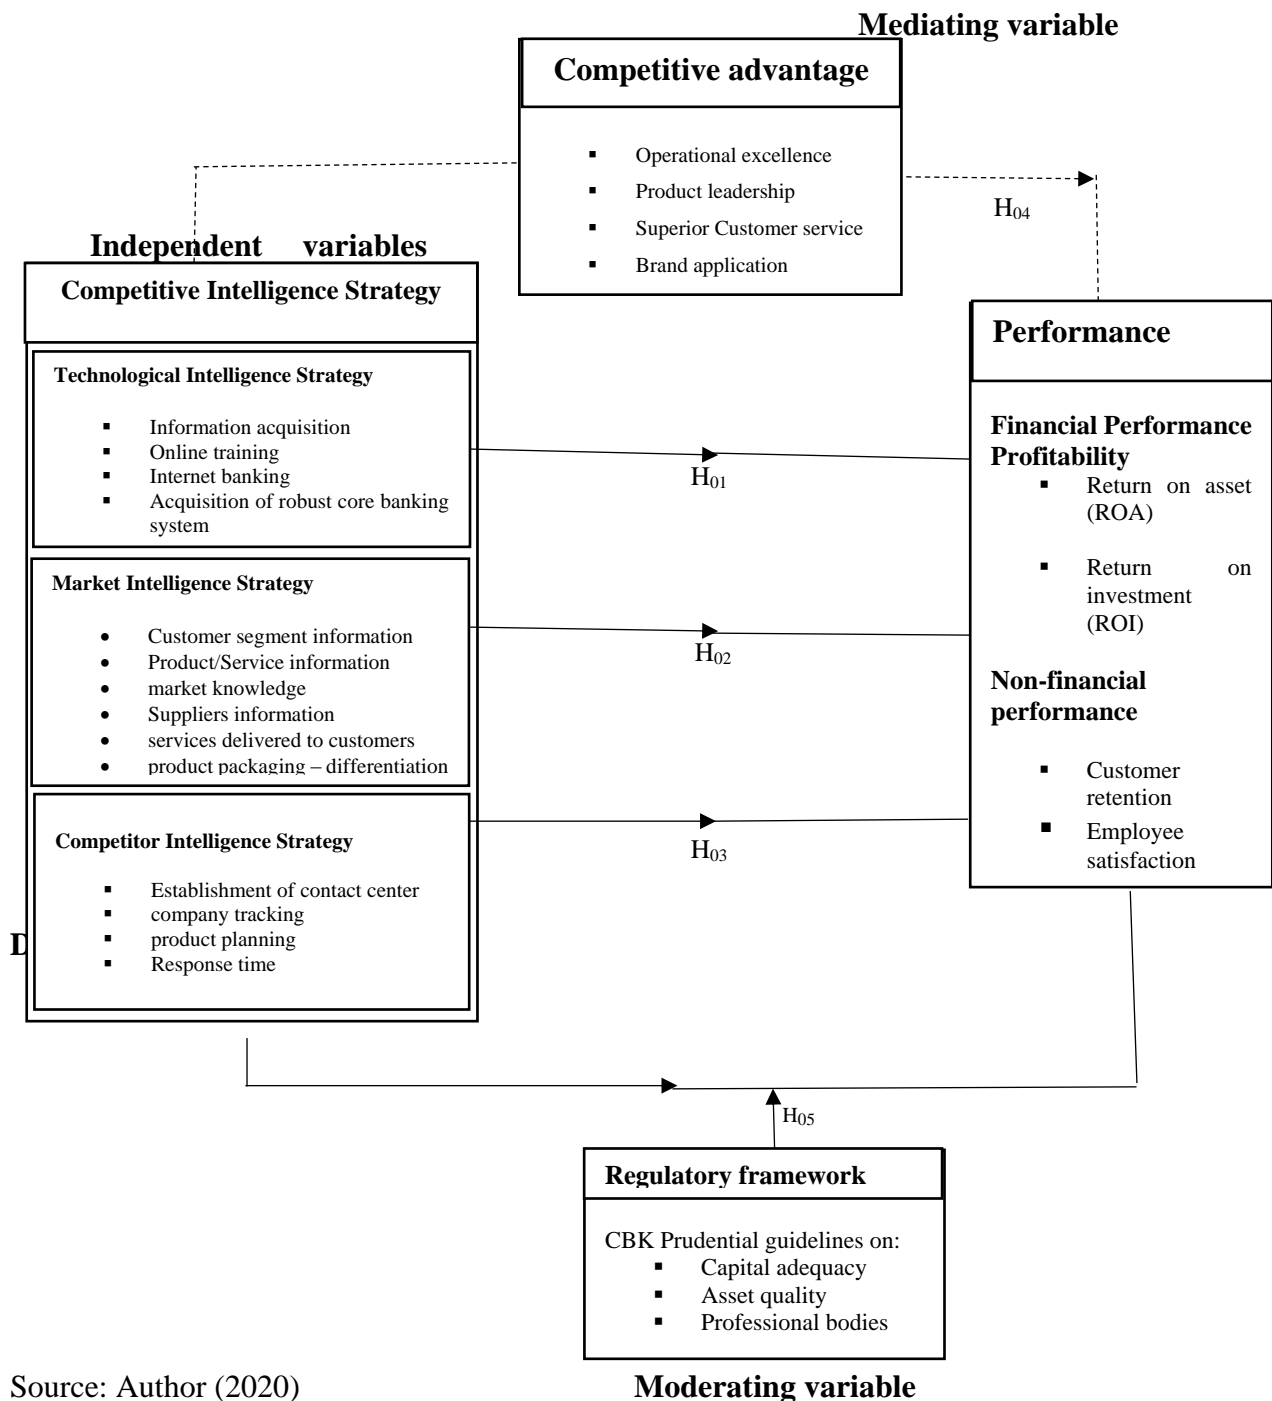 Mediating variable
Competitive advantage
▪ Operational excellence
▪ Product leadership
▪ Superior Customer service
▪ Brand application
H04
Independent variables
Competitive Intelligence Strategy
Technological Intelligence Strategy
▪ Information acquisition
▪ Online training
▪ Internet banking
▪ Acquisition of robust core banking
system
H01
Market Intelligence Strategy
• Customer segment information
• Product/Service information
• market knowledge
• Suppliers information
• services delivered to customers
• product packaging – differentiation
H02
Competitor Intelligence Strategy
▪ Establishment of contact center
▪ company tracking
▪ product planning
▪ Response time
H03
D
Performance
Financial Performance
Profitability
▪ Return on asset
(ROA)
▪ Return on
investment
(ROI)
Non-financial
performance
▪ Customer
retention
▪ Employee
satisfaction
H05
Regulatory framework
CBK Prudential guidelines on:
▪ Capital adequacy
▪ Asset quality
▪ Professional bodies
Source: Author (2020)
Moderating variable